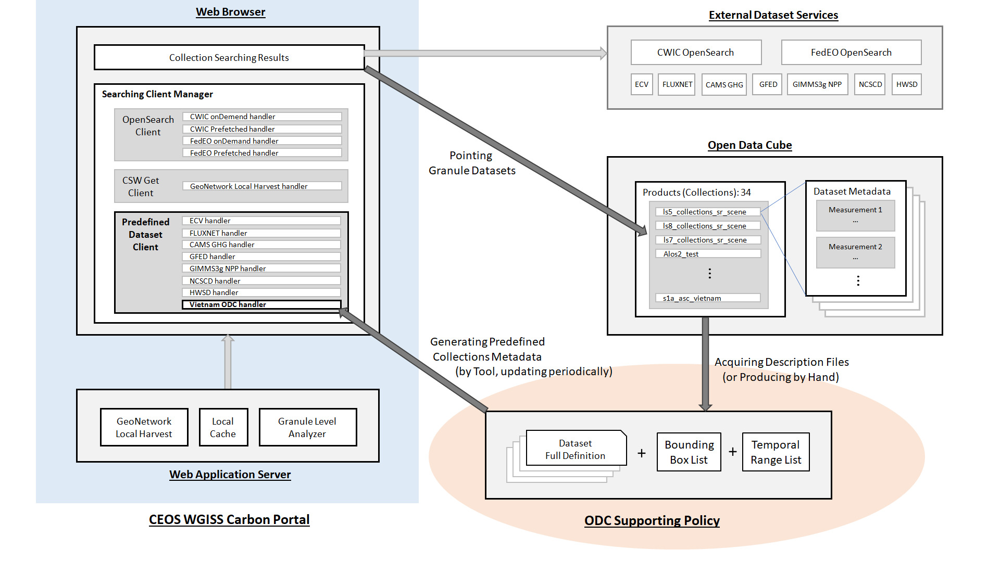 Web Browser
Collection Searching Results
Searching Client Manager
OpenSearch
Client
CWIC onDemend handler
CWIC Prefetched handler
FedEO onDemand handler
FedEO Prefetched handler
CSW Get
Client
GeoNetwork Local Harvest handler
Predefined
Dataset
Client
ECV handler
FLUXNET handler
CAMS GHG handler
GFED handler
GIMMS3g NPP handler
NCSCD handler
HWSD handler
Vietnam ODC handler
GeoNetwork
Local Harvest
Local
Cache
Granule Level
Analyzer
Web Application Server
CEOS WGISS Carbon Portal
External Dataset Services
CWIC OpenSearch
FedEO OpenSearch
ECV
FLUXNET
CAMS GHG
GFED
GIMMS3g NPP
NCSCD
HWSD
Pointing
Granule Datasets
Open Data Cube
Products (Collections): 34
ls5_collections_sr_scene
ls8_collections_sr_scene
ls7_collections_sr_scene
Alos2_test
⋮
s1a_asc_vietnam
Dataset Metadata
Measurement 1
...
Measurement 2
...
⋮
Generating Predefined
Collections Metadata
(by Tool, updating periodically)
Acquiring Description Files
(or Producing by Hand)
Dataset
Full Definition
+
Bounding
Box List
+
Temporal
Range List
ODC Supporting Policy